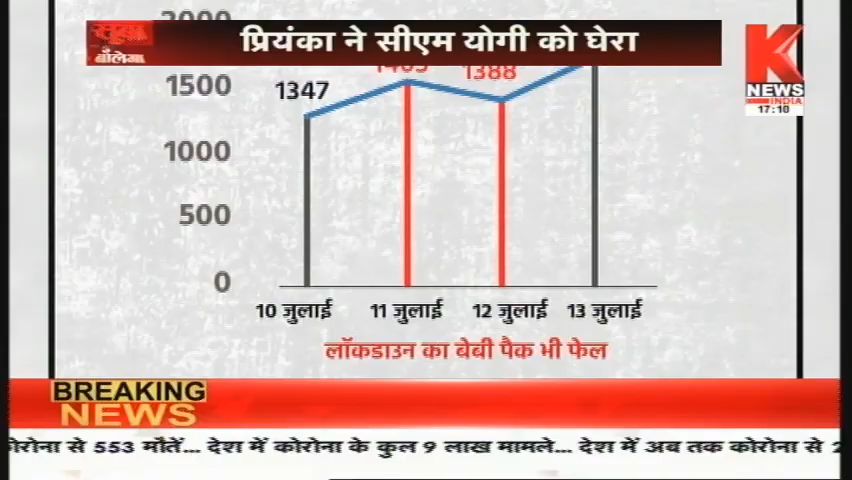 2000
सूबा
बोलेगा
प्रियंका ने सीएम योगी को घेरा
K
NEWS
INDIA
17:10
1500
1347
1388
1000
500
0
10 जुलाई 11 जुलाई 12 जुलाई 13 जुलाई
लॉकडाउन का बेबी पैक भी फेल
BREAKING
NEWS
कोरोना से 553 मौतें... देश में कोरोना के कुल 9 लाख मामले... देश में अब तक कोरोना से